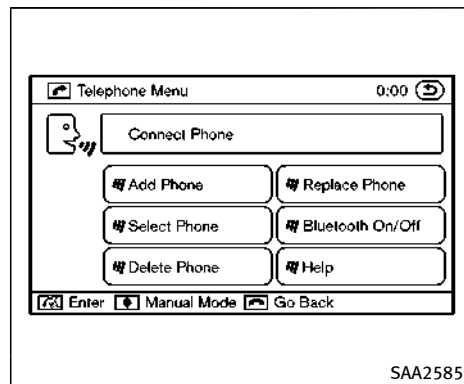 Telephone Menu 0:00
Connect Phone
Add Phone Replace Phone
Select Phone Bluetooth On/Off
Delete Phone Help
Enter Manual Mode Go Back
SAA2585